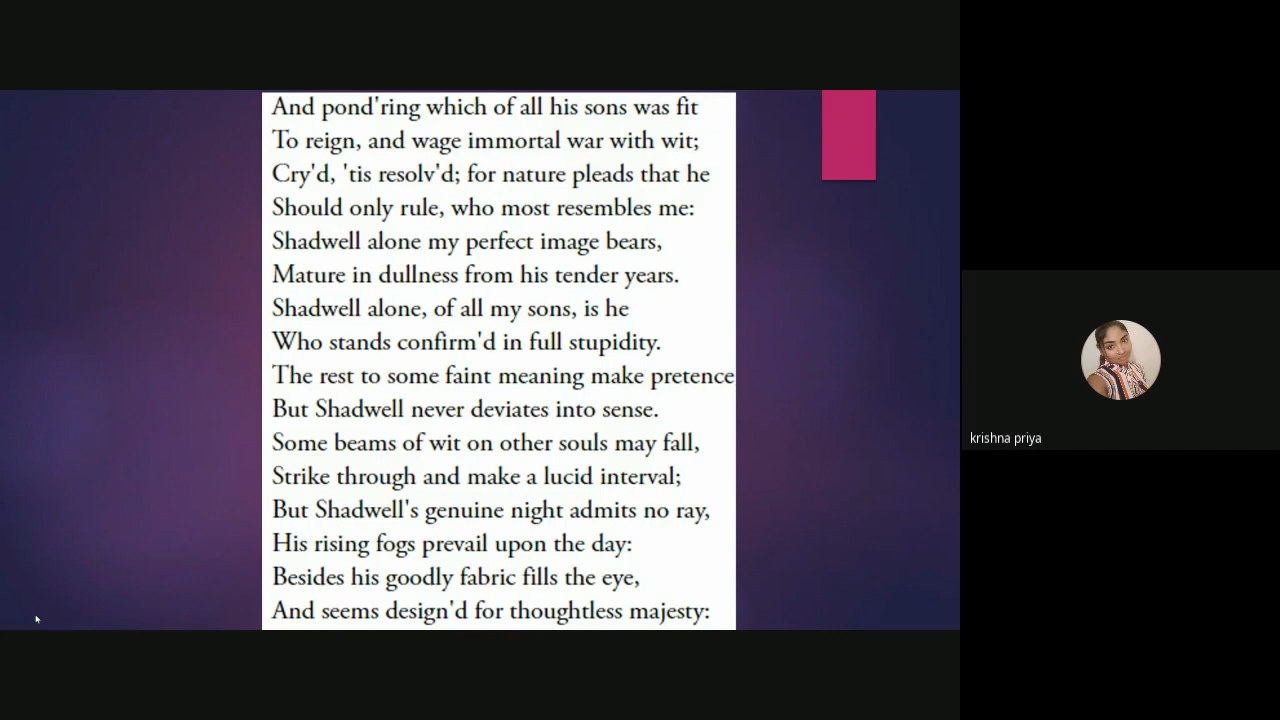 And pond'ring which of all his sons was fit
To reign, and wage immortal war with wit;
Cry'd, 'tis resolv'd; for nature pleads that he
Should only rule, who most resembles me:
Shadwell alone my perfect image bears,
Mature in dullness from his tender years.
Shadwell alone, of all my sons, is he
Who stands confirm'd in full stupidity.
The rest to some faint meaning make pretence
But Shadwell never deviates into sense.
Some beams of wit on other souls may fall,
Strike through and make a lucid interval;
But Shadwell's genuine night admits no ray,
His rising fogs prevail upon the day:
Besides his goodly fabric fills the eye,
And seems design'd for thoughtless majesty:
krishna priya